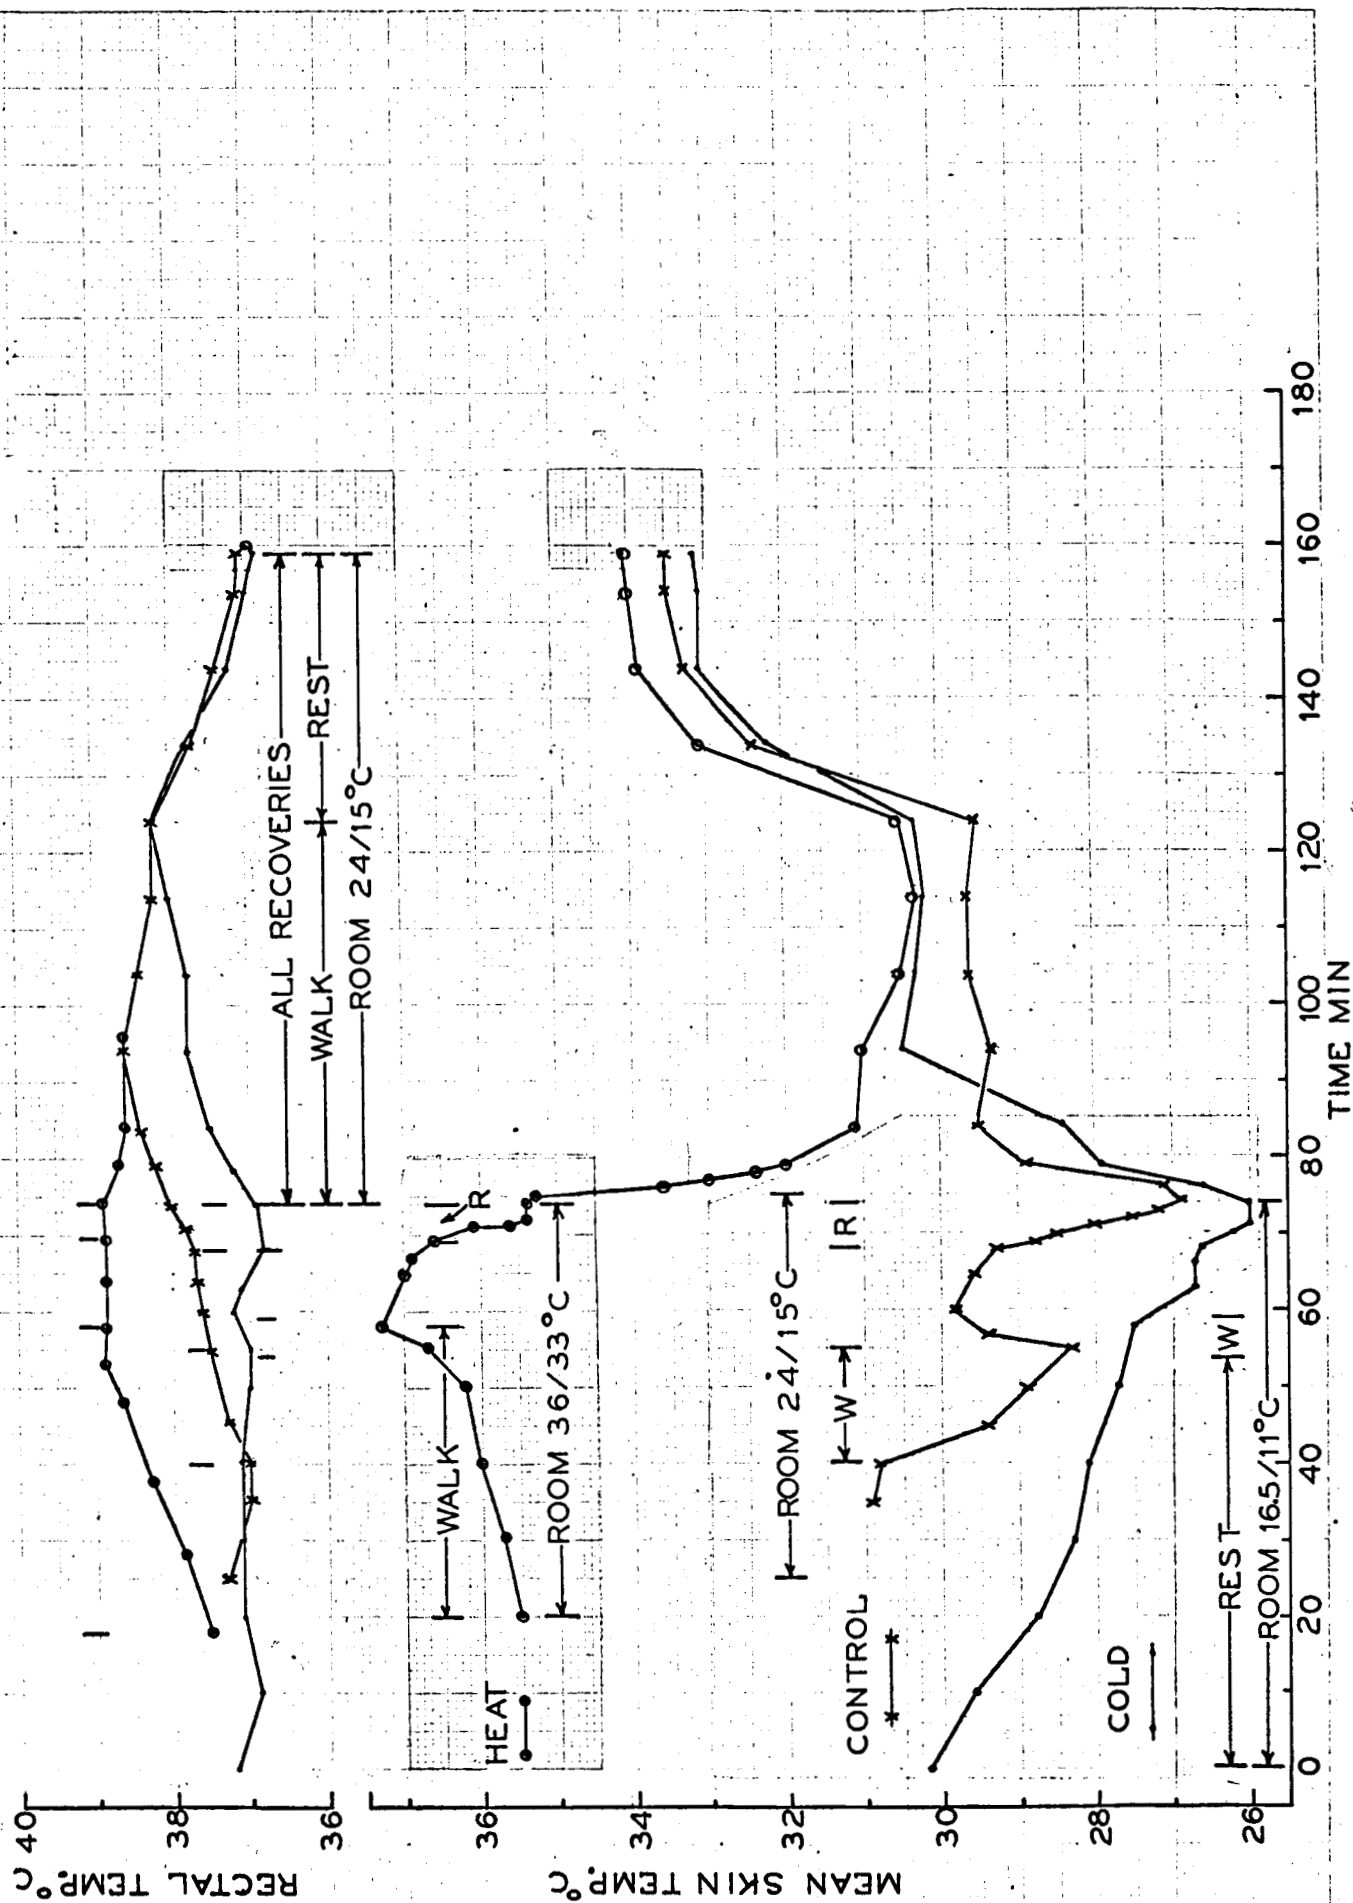 40
38
36
RECTAL TEMP.°C
ALL RECOVERIES
WALK
REST
ROOM 24/15°C
36
34
32
30
28
26
MEAN SKIN TEMP.°C
HEAT
WALK
R
ROOM 36/33°C
ROOM 24/15°C
CONTROL
W
R
COLD
REST
W
ROOM 16.5/11°C
0
20
40
60
80
100
120
140
160
180
TIME MIN